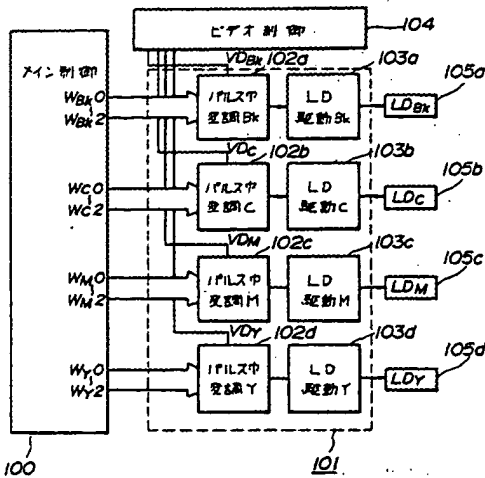 ビデオ制御
104
メイン制御
VDBk
102a
103a
105a
WBk0
WBk2
パルス巾
変調Bk
LD
駆動Bk
LDBk
VDC
102b
103b
105b
WC0
WC2
パルス巾
変調C
LD
駆動C
LDC
VDM
102c
103c
105c
WM0
WM2
パルス巾
変調M
LD
駆動M
LDM
VDY
102d
103d
105d
WY0
WY2
パルス巾
変調Y
LD
駆動Y
LDY
100
101